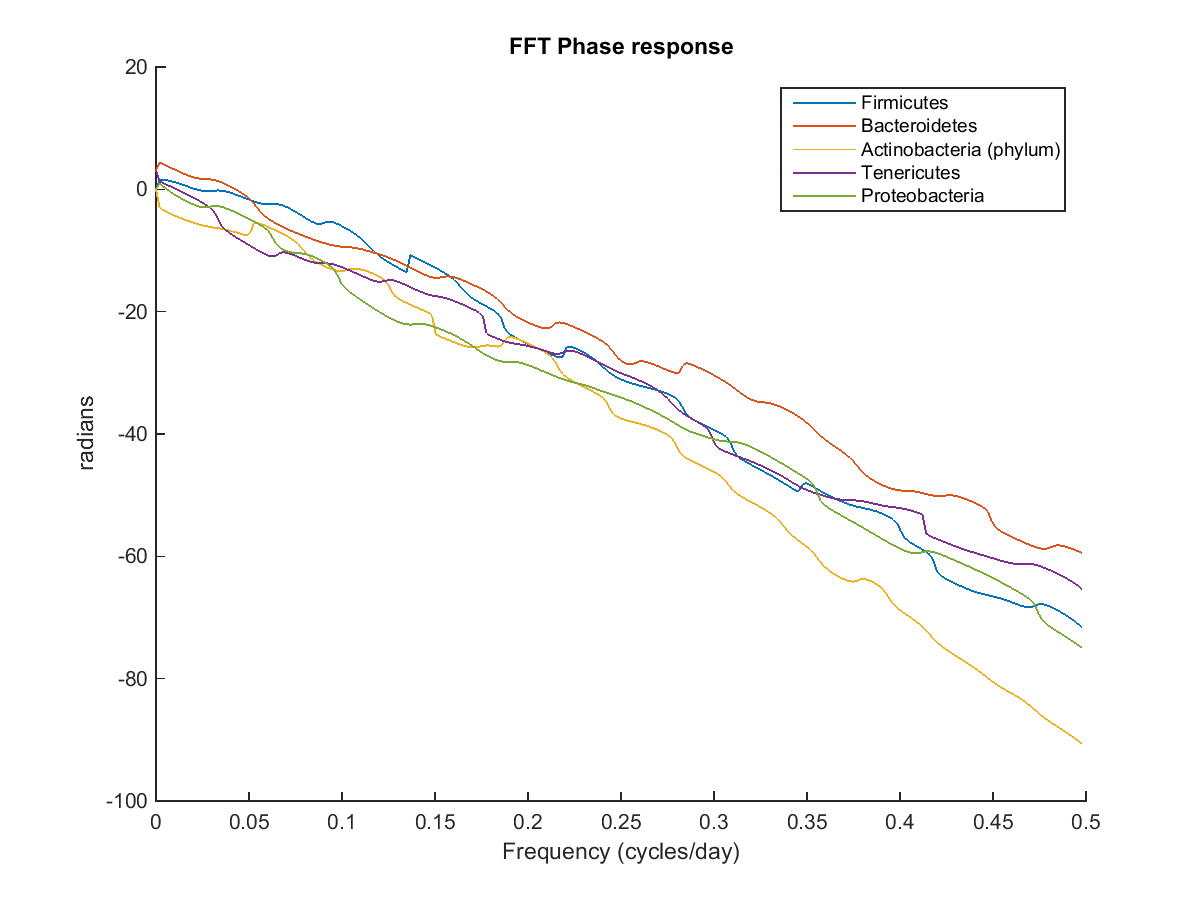 FFT Phase response
20
0
-20
-40
-60
-80
-100
radians
Firmicutes
Bacteroidetes
Actinobacteria (phylum)
Tenericutes
Proteobacteria
0 0.05 0.1 0.15 0.2 0.25 0.3 0.35 0.4 0.45 0.5
Frequency (cycles/day)